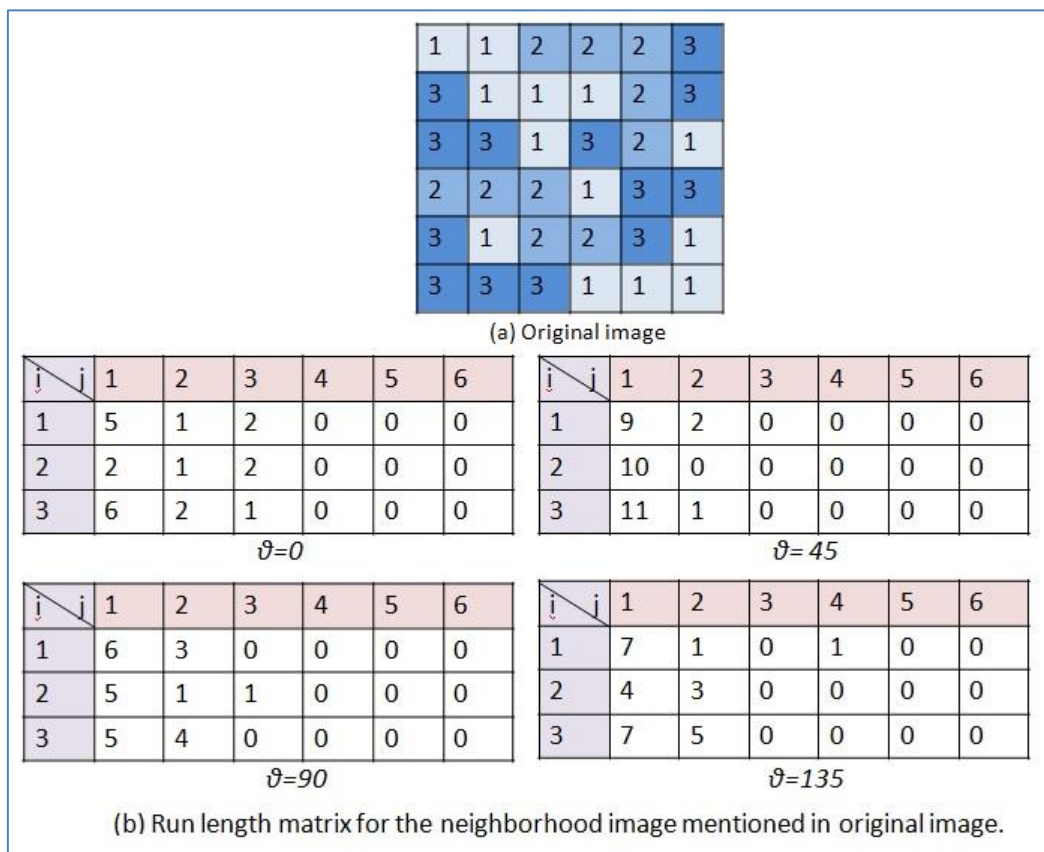 1 1 2 2 2 3
3 1 1 1 2 3
3 3 1 3 2 1
2 2 2 1 3 3
3 1 2 2 3 1
3 3 3 1 1 1
(a) Original image
i j 1 2 3 4 5 6
1 5 1 2 0 0 0
2 2 1 2 0 0 0
3 6 2 1 0 0 0
ϑ=0
i j 1 2 3 4 5 6
1 9 2 0 0 0 0
2 10 0 0 0 0 0
3 11 1 0 0 0 0
ϑ= 45
i j 1 2 3 4 5 6
1 6 3 0 0 0 0
2 5 1 1 0 0 0
3 5 4 0 0 0 0
ϑ=90
i j 1 2 3 4 5 6
1 7 1 0 1 0 0
2 4 3 0 0 0 0
3 7 5 0 0 0 0
ϑ=135
(b) Run length matrix for the neighborhood image mentioned in original image.